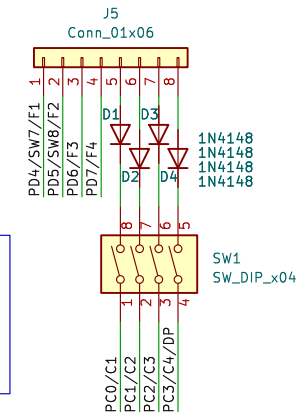 J5
Conn_01x06
1 2 3 4 5 6 7 8
PD4/SW7/F1
PD5/SW8/F2
PD6/F3
PD7/F4
D1 D3
D2 D4
1N4148
1N4148
1N4148
1N4148
8 7 6 5
SW1
SW_DIP_x04
1 2 3 4
PC0/C1
PC1/C2
PC2/C3
PC3/C4/DP